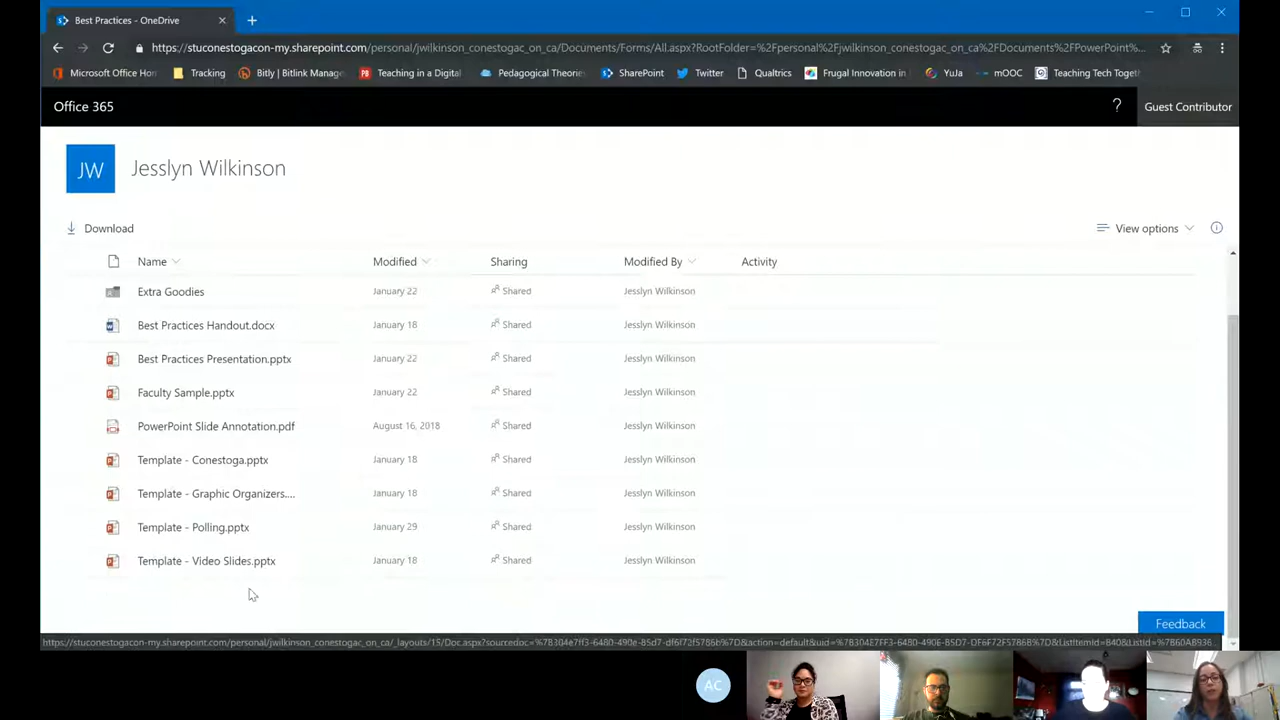 Best Practices - OneDrive
https://stuconestogacon-my.sharepoint.com/personal/jwilkinson_conestogac_on_ca/Documents/Forms/All.aspx?RootFolder=%2Fpersonal%2Fjwilkinson_conestogac_on_ca%2FDocuments%2FPowerPoint%...
Microsoft Office Hom Tracking Bitly | Bitlink Manage Teaching in a Digital Pedagogical Theories SharePoint Twitter Qualtrics Frugal Innovation in YuJa mOOC Teaching Tech Toget
Office 365 ? Guest Contributor
JW Jesslyn Wilkinson
Download View options
Name Modified Sharing Modified By Activity
Extra Goodies January 22 Shared Jesslyn Wilkinson
Best Practices Handout.docx January 18 Shared Jesslyn Wilkinson
Best Practices Presentation.pptx January 22 Shared Jesslyn Wilkinson
Faculty Sample.pptx January 22 Shared Jesslyn Wilkinson
PowerPoint Slide Annotation.pdf August 16, 2018 Shared Jesslyn Wilkinson
Template - Conestoga.pptx January 18 Shared Jesslyn Wilkinson
Template - Graphic Organizers.... January 18 Shared Jesslyn Wilkinson
Template - Polling.pptx January 29 Shared Jesslyn Wilkinson
Template - Video Slides.pptx January 18 Shared Jesslyn Wilkinson
Feedback
AC